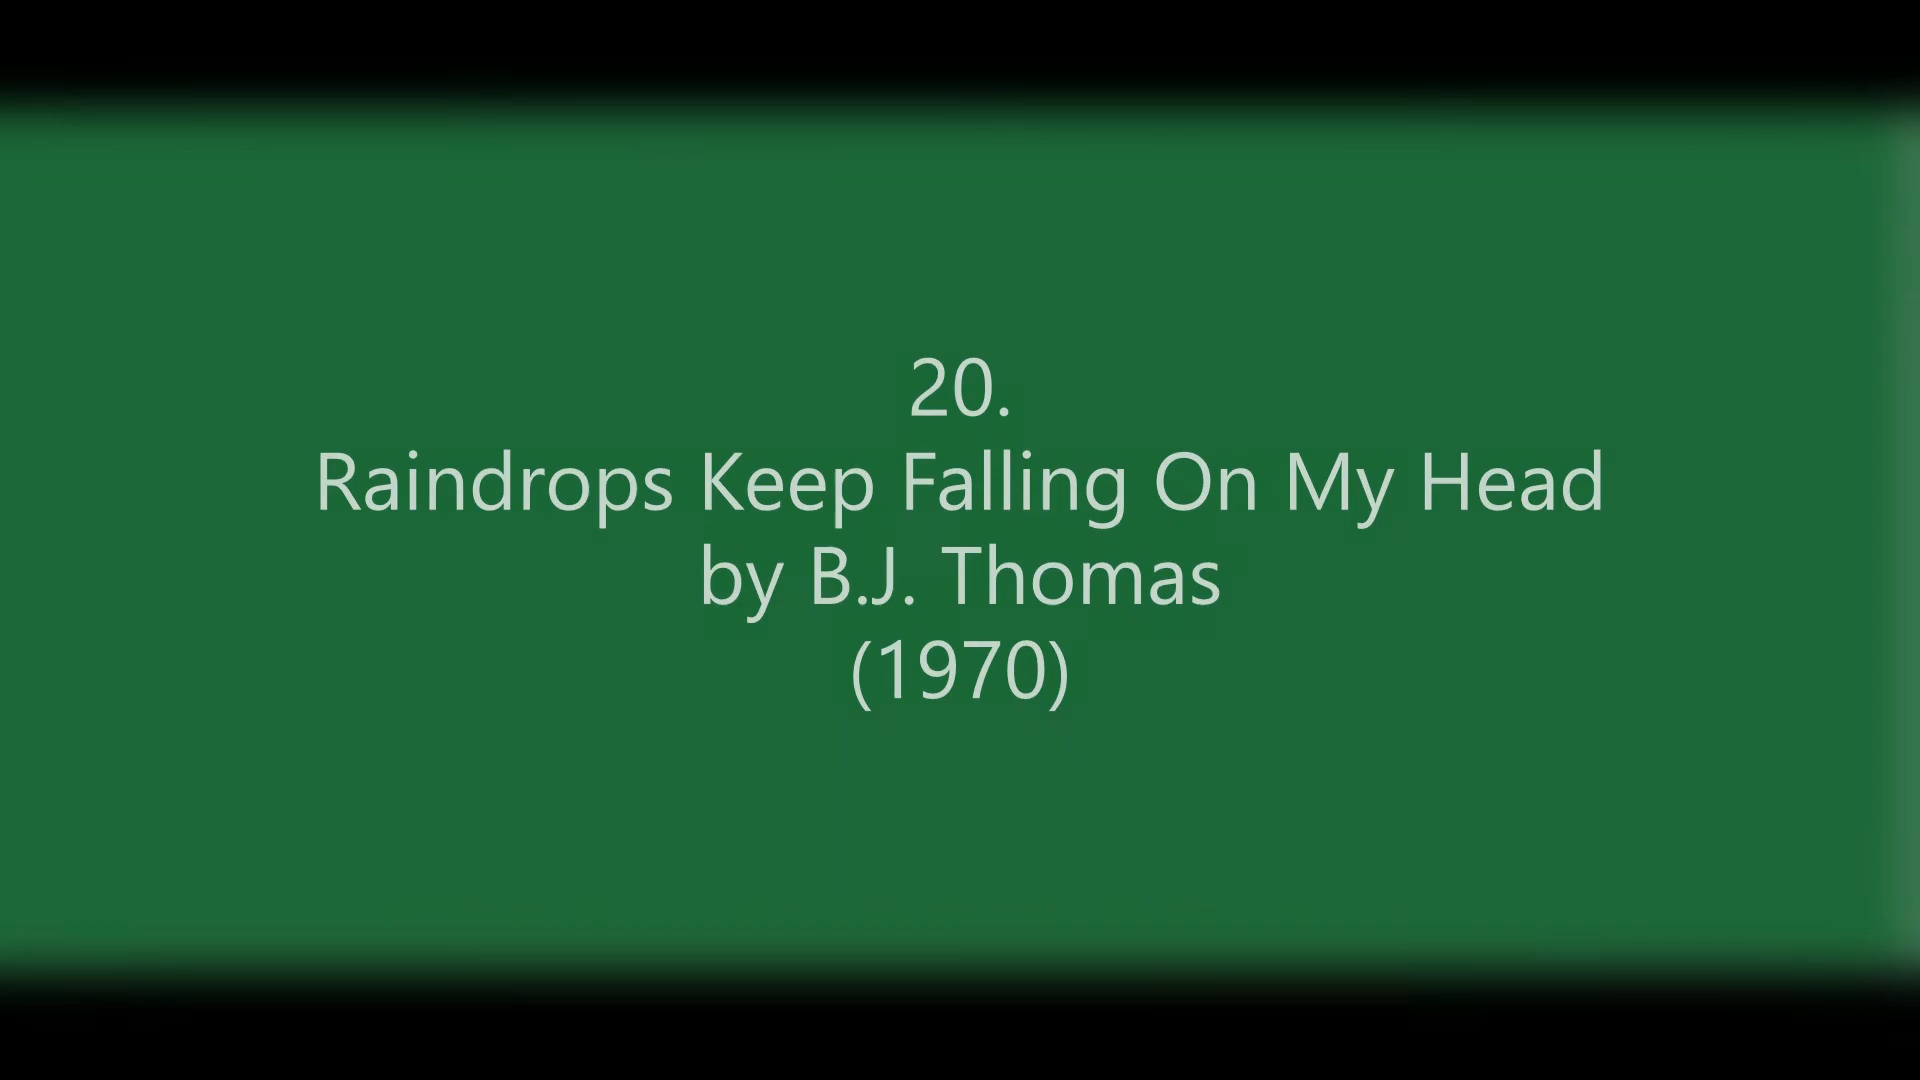 20.
Raindrops Keep Falling On My Head
by B.J. Thomas
(1970)